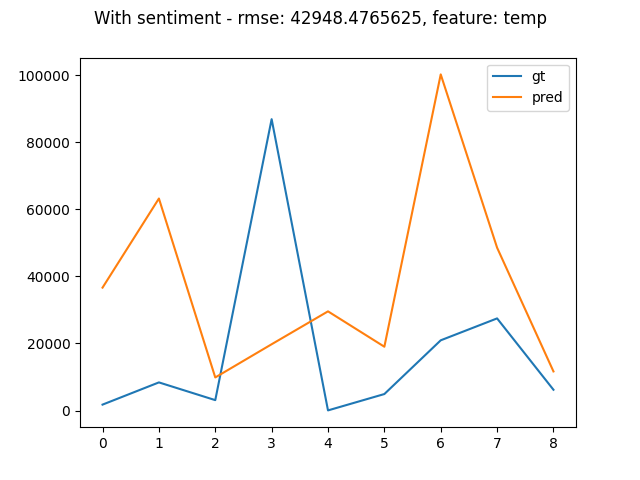 With sentiment - rmse: 42948.4765625, feature: temp
gt
pred
100000
80000
60000
40000
20000
0
0 1 2 3 4 5 6 7 8